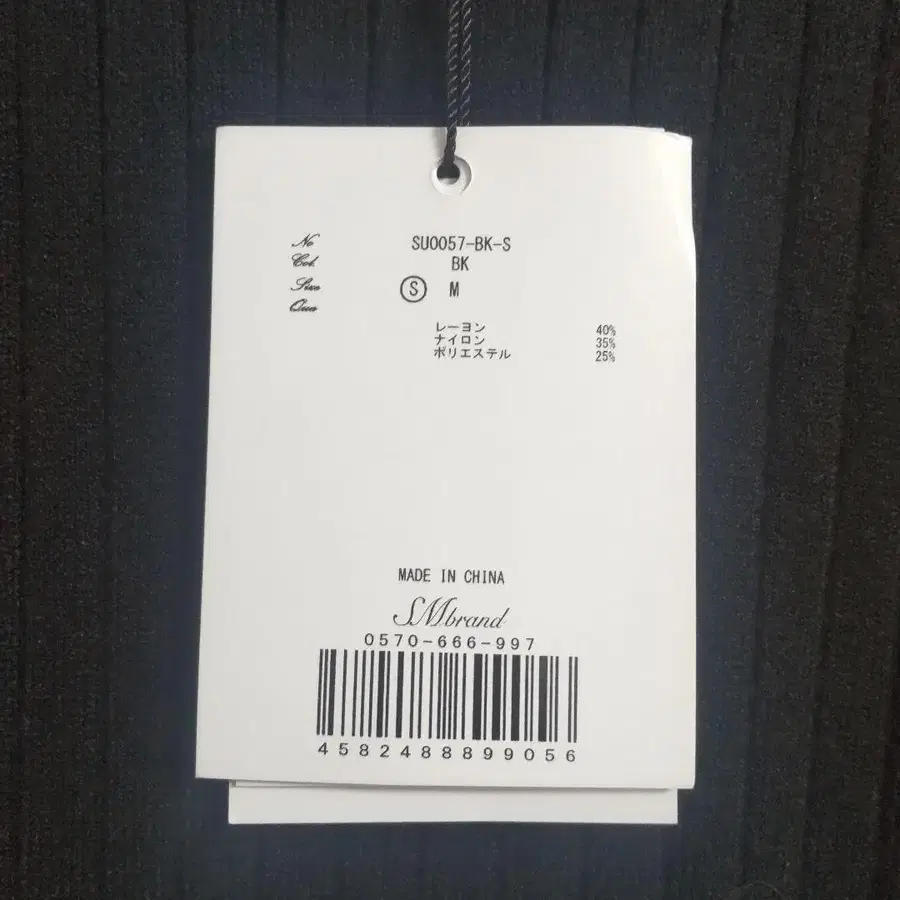 No SU0057-BK-S
Col. BK
Size Ⓢ M
Qua
レーヨン 40%
ナイロン 35%
ポリエステル 25%
MADE IN CHINA
SMbrand
0570-666-997
4582488899056